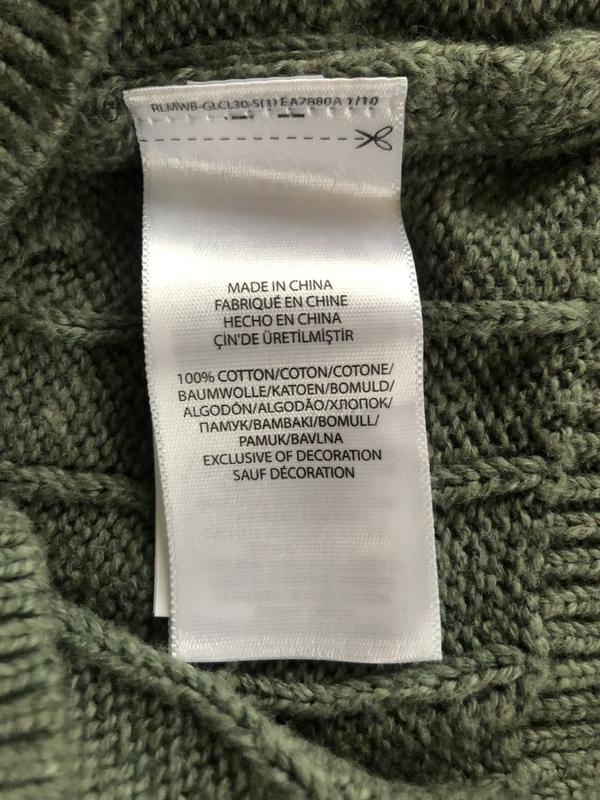 RLMWB-GLCL30-5(1) EA7880A 1/10
MADE IN CHINA
FABRIQUÉ EN CHINE
HECHO EN CHINA
ÇİN'DE ÜRETİLMİŞTİR
100% COTTON/COTON/COTONE/
BAUMWOLLE/KATOEN/BOMULD/
ALGODÓN/ALGODÃO/ХЛОПОК/
ПАМУК/BAMBAKI/BOMULL/
PAMUK/BAVLNA
EXCLUSIVE OF DECORATION
SAUF DÉCORATION